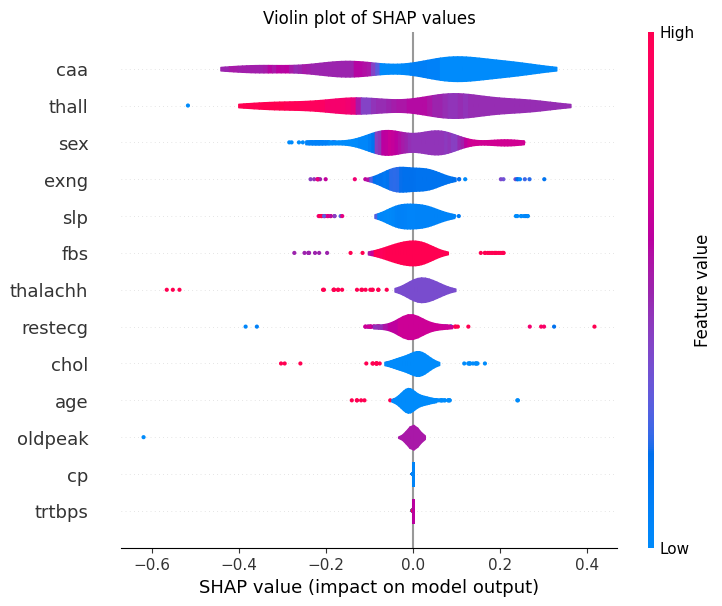 Violin plot of SHAP values
High
caa
thall
sex
exng
slp
fbs
thalachh
restecg
chol
age
oldpeak
cp
trtbps
Feature value
Low
−0.6 −0.4 −0.2 0.0 0.2 0.4
SHAP value (impact on model output)